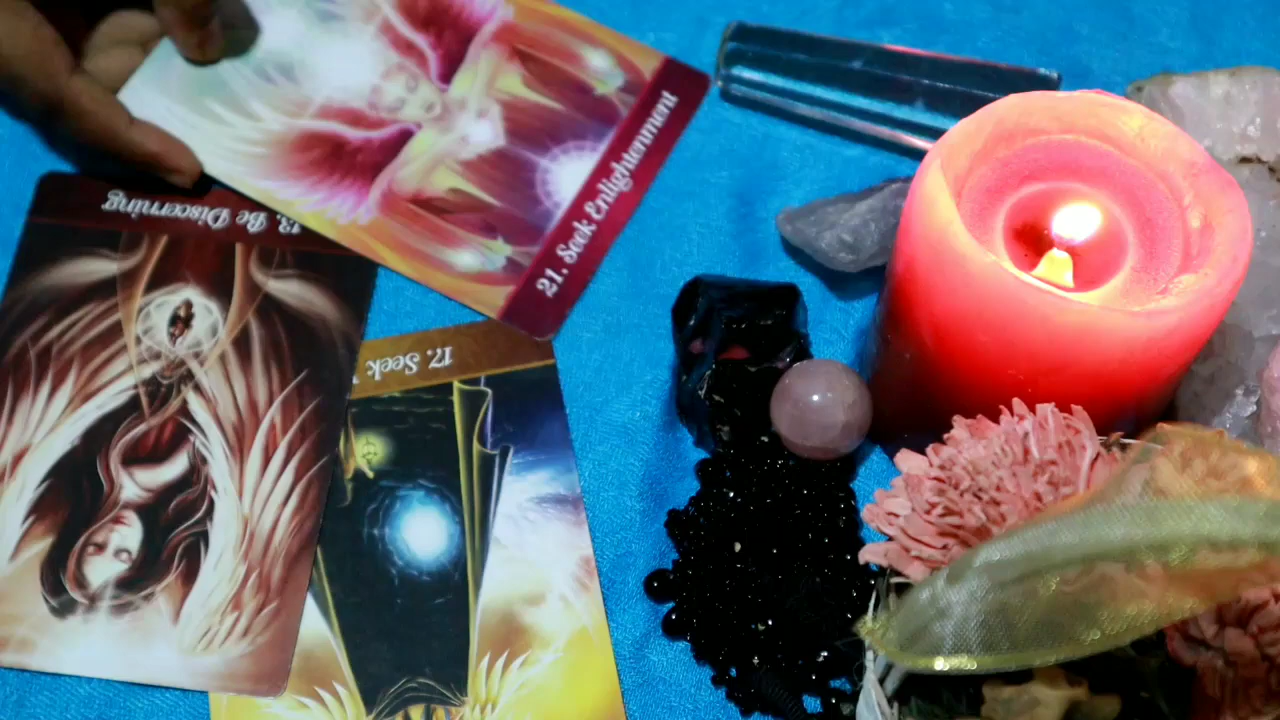 21. Seek Enlightenment
13. Be Discerning
17. Seek